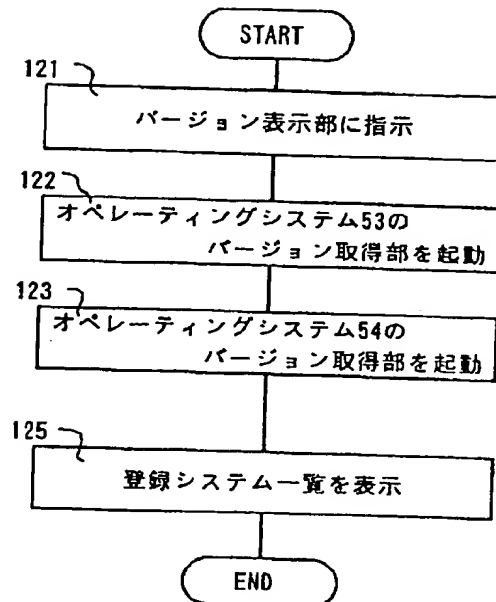 START
121
バージョン表示部に指示
122
オペレーティングシステム53の
バージョン取得部を起動
123
オペレーティングシステム54の
バージョン取得部を起動
125
登録システム一覧を表示
END